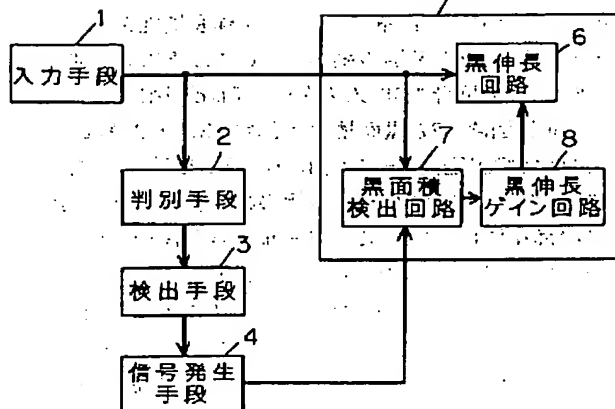 1
入力手段
6
黒伸長
回路
2
判別手段
7
黒面積
検出回路
8
黒伸長
ゲイン回路
3
検出手段
4
信号発生
手段